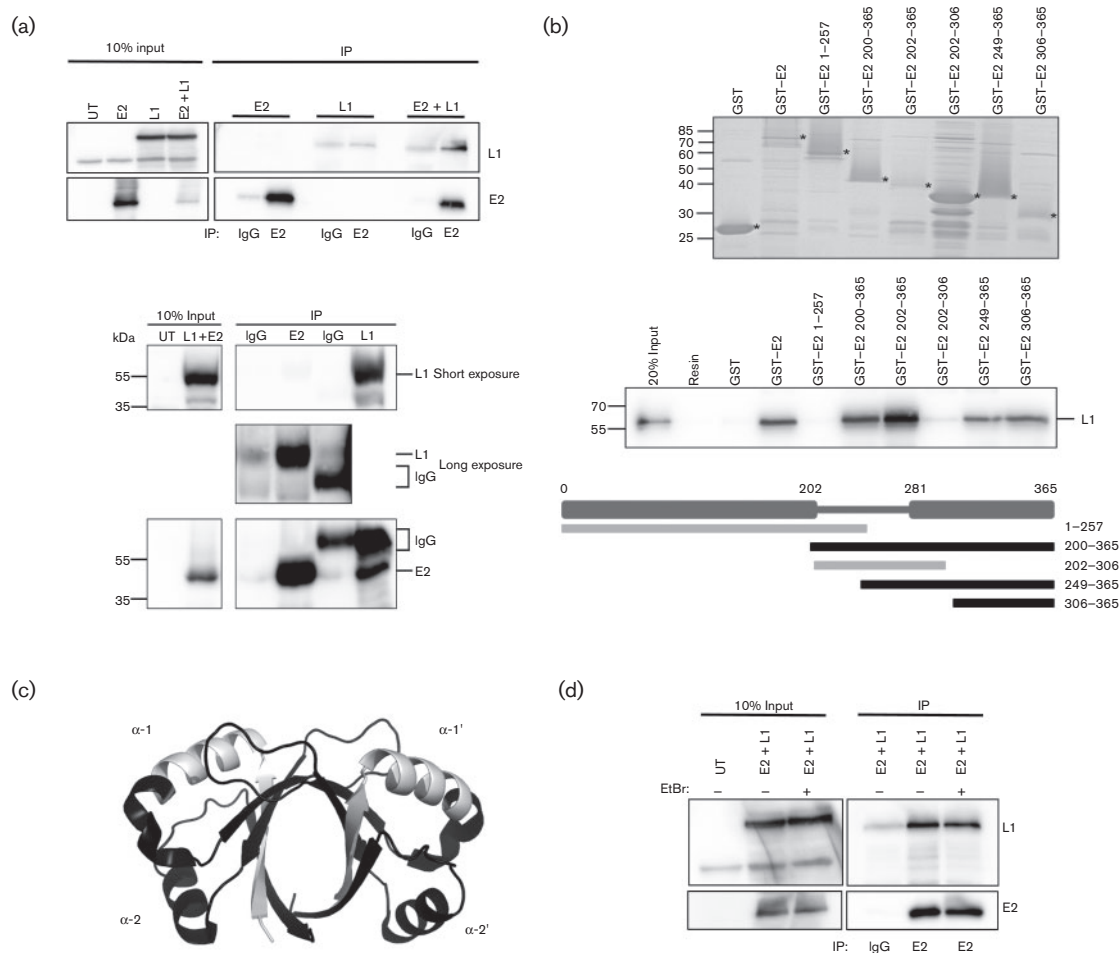 (a)
10% input
IP
UT
E2
L1
E2 + L1
E2
L1
E2 + L1
L1
E2
IP: IgG E2 IgG E2 IgG E2
10% Input
IP
kDa
UT L1+E2
IgG E2 IgG L1
55
35
L1 Short exposure
L1
IgG
Long exposure
55
35
IgG
E2
(b)
GST
GST–E2
GST–E2 1–257
GST–E2 200–365
GST–E2 202–365
GST–E2 202–306
GST–E2 249-365
GST–E2 306-365
85
70
60
50
40
30
25
* * * * * * * *
20% Input
Resin
GST
GST–E2
GST–E2 1–257
GST–E2 200–365
GST–E2 202–365
GST–E2 202–306
GST–E2 249–365
GST–E2 306–365
70
55
L1
0 202 281 365
1–257
200–365
202–306
249–365
306–365
(c)
α-1
α-1'
α-2
α-2'
(d)
10% Input
IP
UT
E2 + L1
E2 + L1
E2 + L1
E2 + L1
E2 + L1
EtBr: – – + – – +
L1
E2
IP: IgG E2 E2